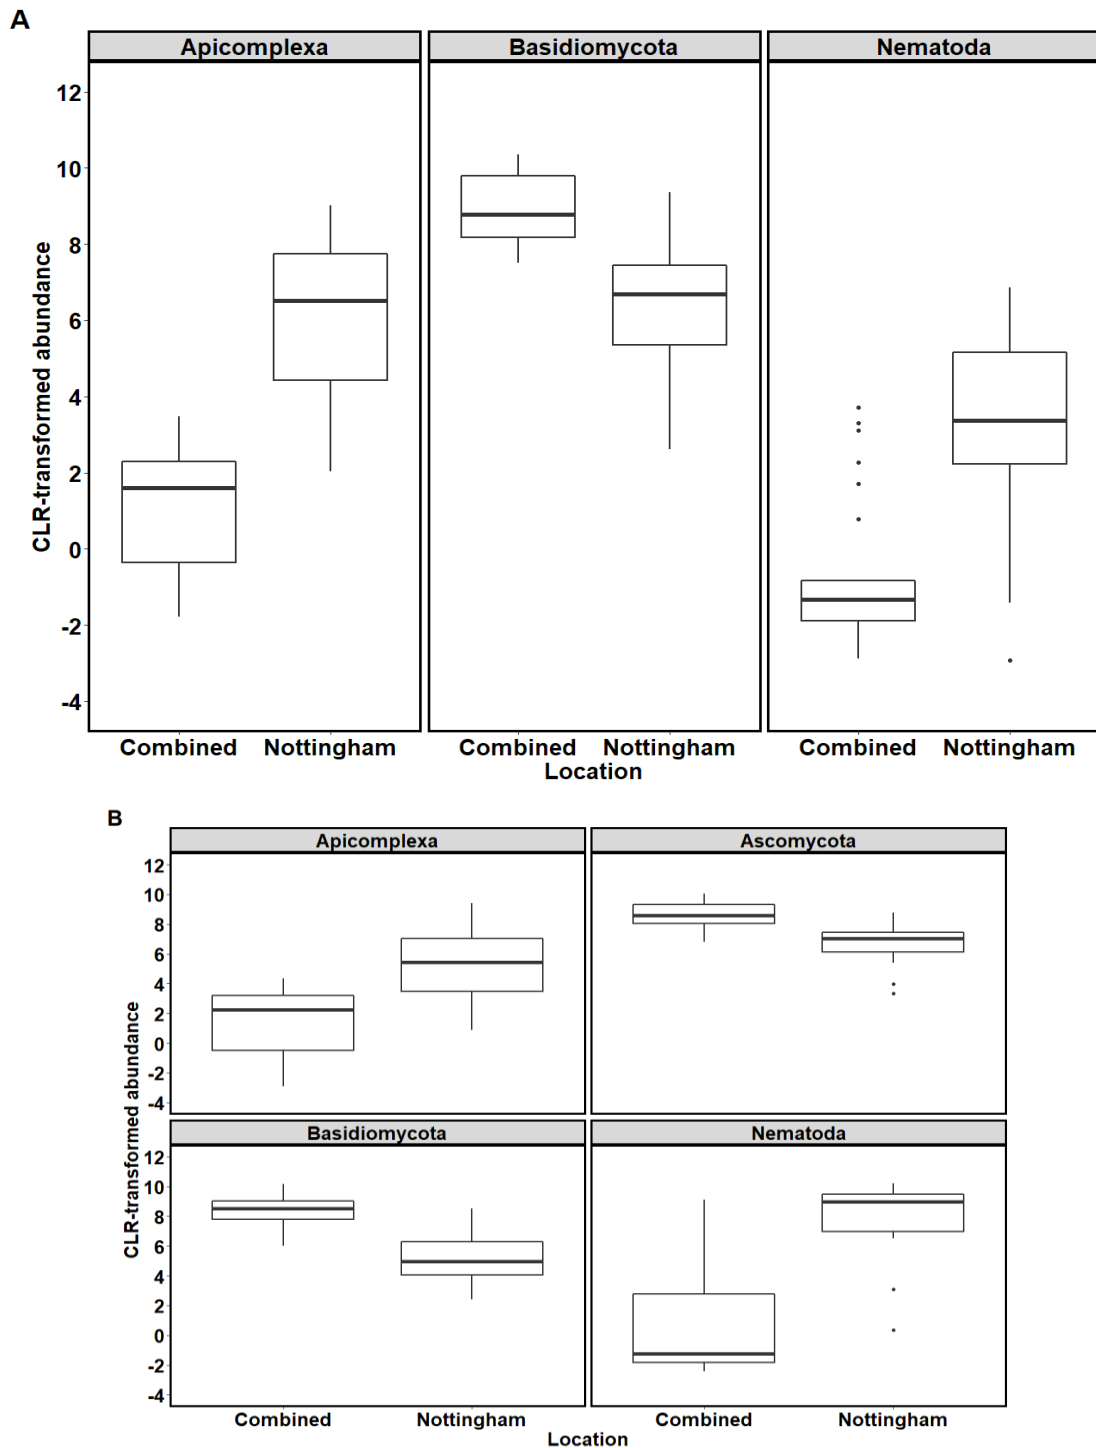 A
Apicomplexa Basidiomycota Nematoda
CLR-transformed abundance
12
10
8
6
4
2
0
-2
-4
Combined Nottingham Combined Nottingham Combined Nottingham
Location
B
Apicomplexa Ascomycota
CLR-transformed abundance
12
10
8
6
4
2
0
-2
-4
Basidiomycota Nematoda
12
10
8
6
4
2
0
-2
-4
Combined Nottingham Combined Nottingham
Location